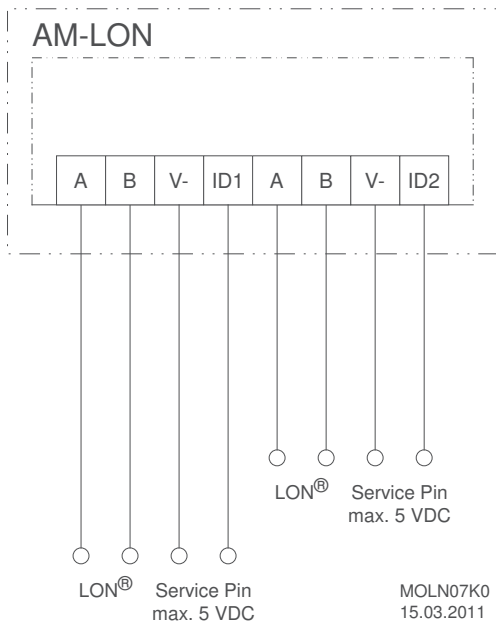 AM-LON
A B V- ID1 A B V- ID2
LON® Service Pin
max. 5 VDC
LON® Service Pin
max. 5 VDC
MOLN07K0
15.03.2011